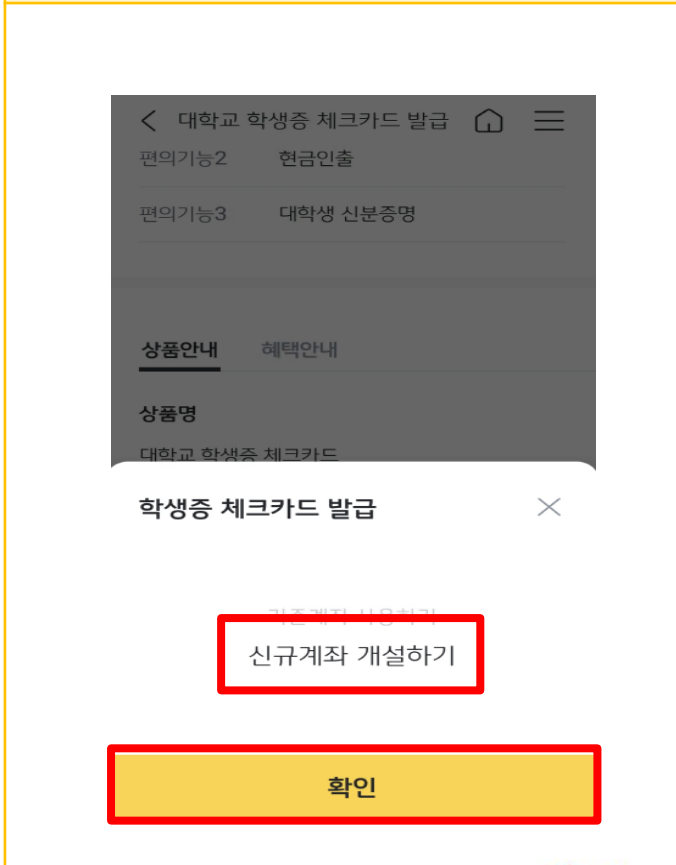 대학교 학생증 체크카드 발급
편의기능2 현금인출
편의기능3 대학생 신분증명
상품안내 혜택안내
상품명
대학교 학생증 체크카드
학생증 체크카드 발급
기존계좌 사용하기
신규계좌 개설하기
확인